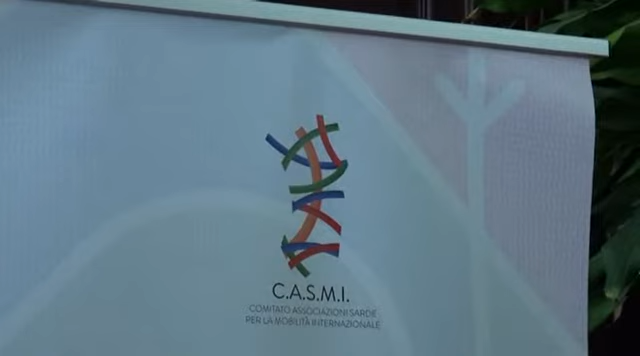 C.A.S.M.I.
COMITATO ASSOCIAZIONI SARDE
PER LA MOBILITÀ INTERNAZIONALE